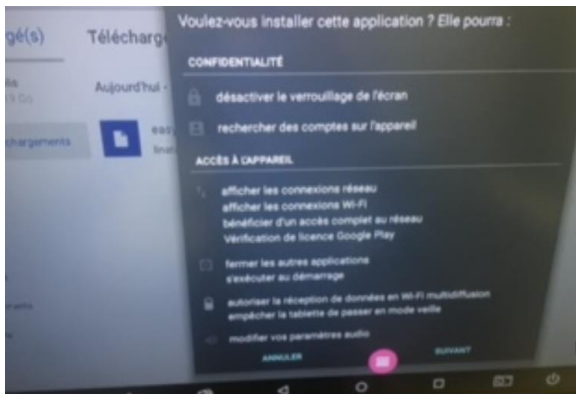 Voulez-vous installer cette application ? Elle pourra :
gé(s)
Télécharg
CONFIDENTIALITÉ
Aujourd'hui -
désactiver le verrouillage de l'écran
rechercher des comptes sur l'appareil
chargements
easy
ACCÈS À L'APPAREIL
afficher les connexions réseau
afficher les connexions Wi-Fi
bénéficier d'un accès complet au réseau
Vérification de licence Google Play
fermer les autres applications
s'exécuter au démarrage
autoriser la réception de données en Wi-Fi multidiffusion
empêcher la tablette de passer en mode veille
modifier vos paramètres audio
ANNULER
SUIVANT